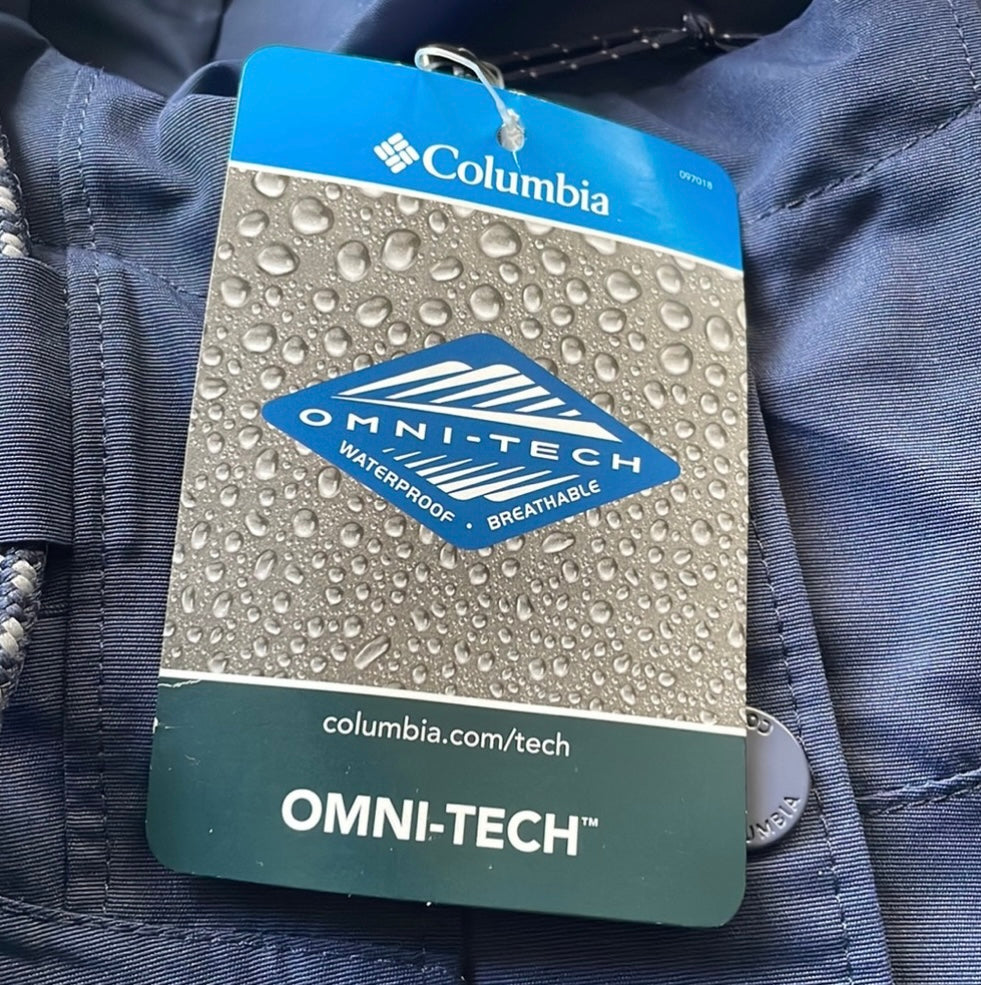 Columbia
097018
OMNI-TECH
WATERPROOF · BREATHABLE
columbia.com/tech
OMNI-TECH™